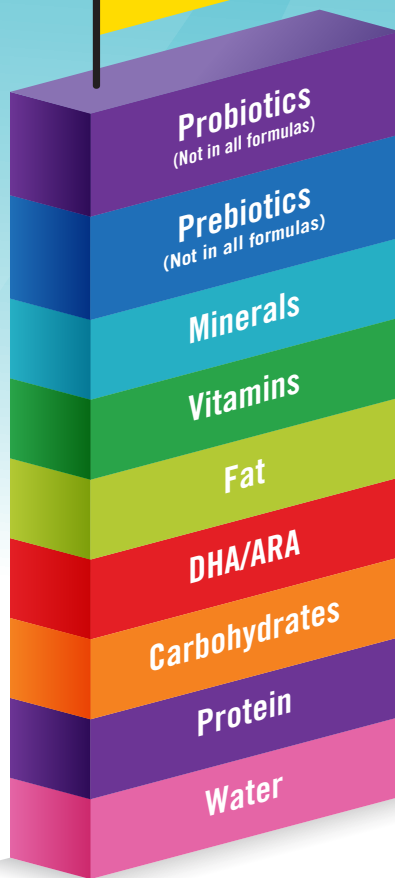 Probiotics
(Not in all formulas)
Prebiotics
(Not in all formulas)
Minerals
Vitamins
Fat
DHA/ARA
Carbohydrates
Protein
Water